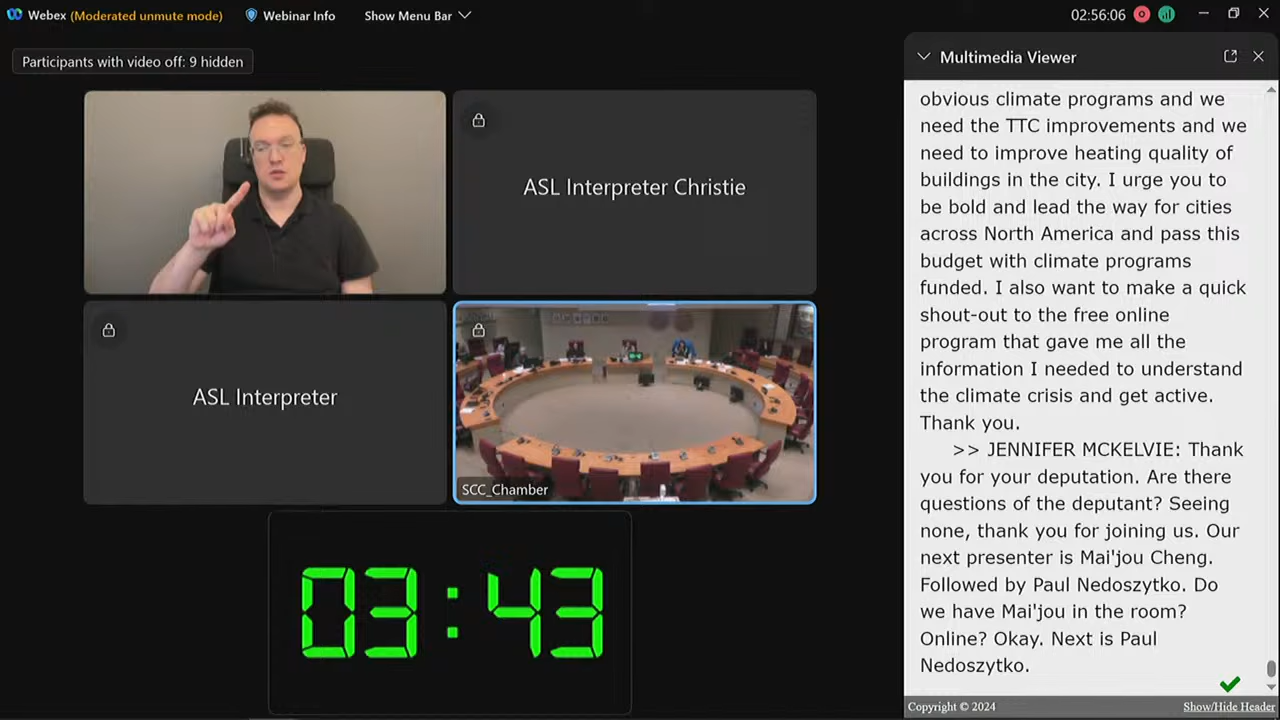 Webex (Moderated unmute mode)
Webinar Info
Show Menu Bar
02:56:06
Participants with video off: 9 hidden
ASL Interpreter Christie
ASL Interpreter
SCC_Chamber
03:43
Multimedia Viewer
obvious climate programs and we
need the TTC improvements and we
need to improve heating quality of
buildings in the city. I urge you to
be bold and lead the way for cities
across North America and pass this
budget with climate programs
funded. I also want to make a quick
shout-out to the free online
program that gave me all the
information I needed to understand
the climate crisis and get active.
Thank you.
>> JENNIFER MCKELVIE: Thank
you for your deputation. Are there
questions of the deputant? Seeing
none, thank you for joining us. Our
next presenter is Mai'jou Cheng.
Followed by Paul Nedoszytko. Do
we have Mai'jou in the room?
Online? Okay. Next is Paul
Nedoszytko.
Copyright © 2024
Show/Hide Header